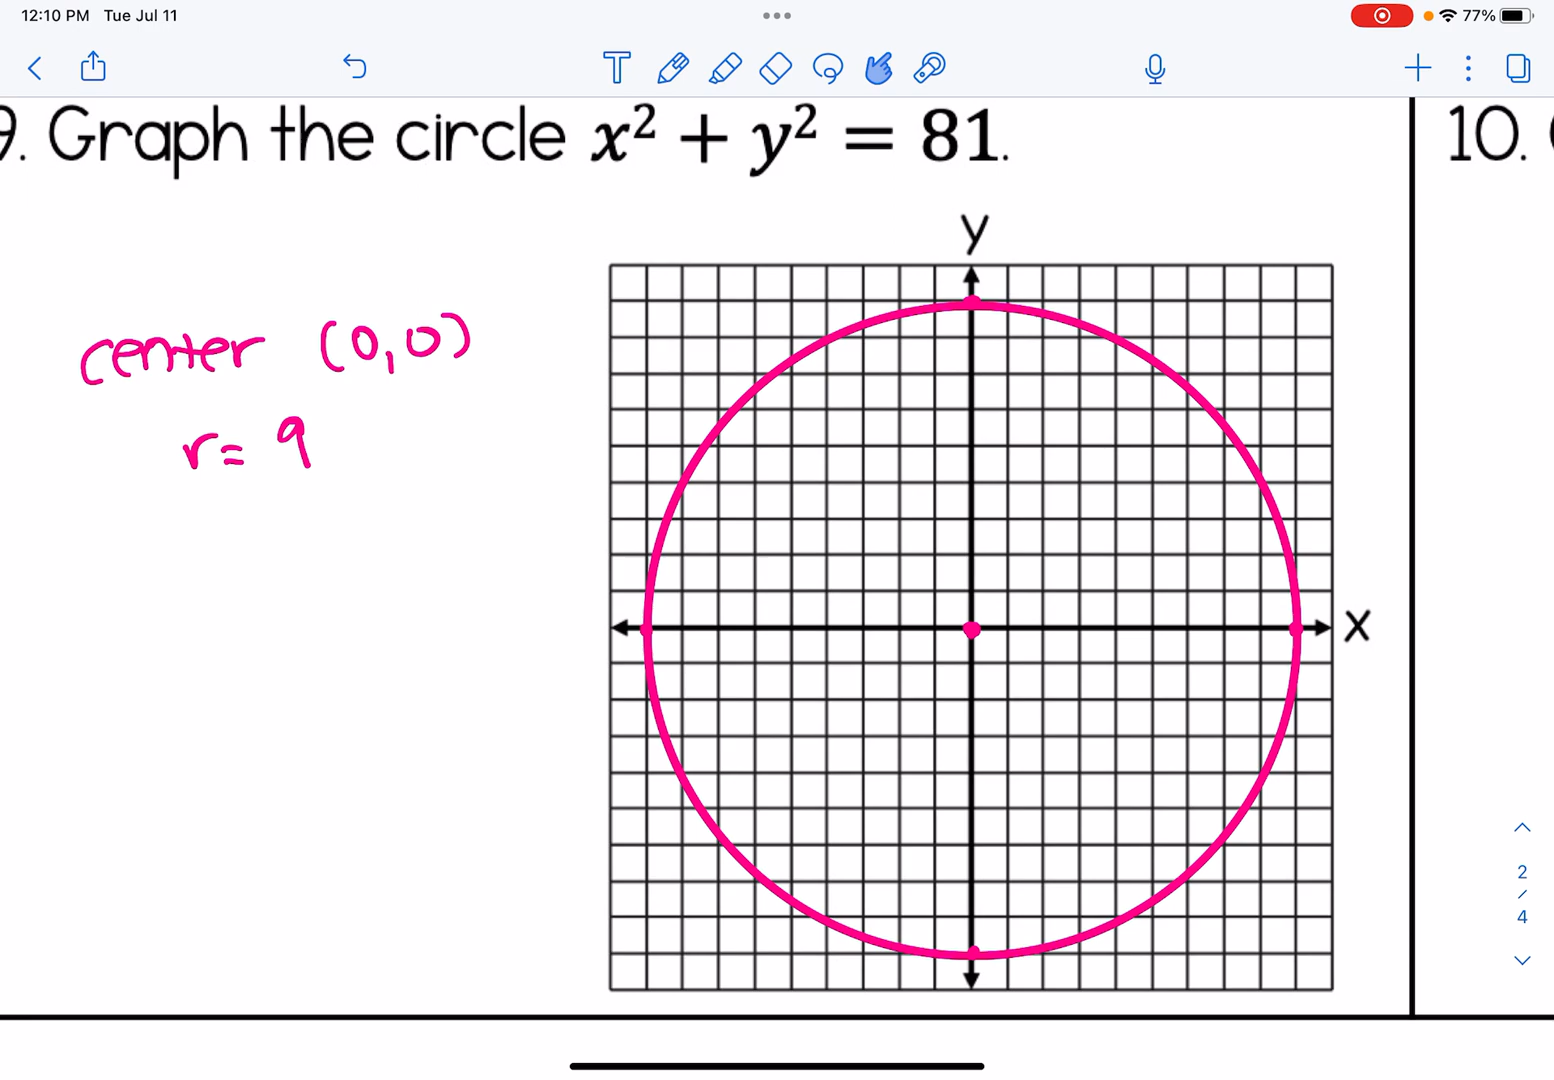 12:10 PM Tue Jul 11
77%
9. Graph the circle x² + y² = 81.
10.
y
center (0,0)
r= 9
x
2
/
4